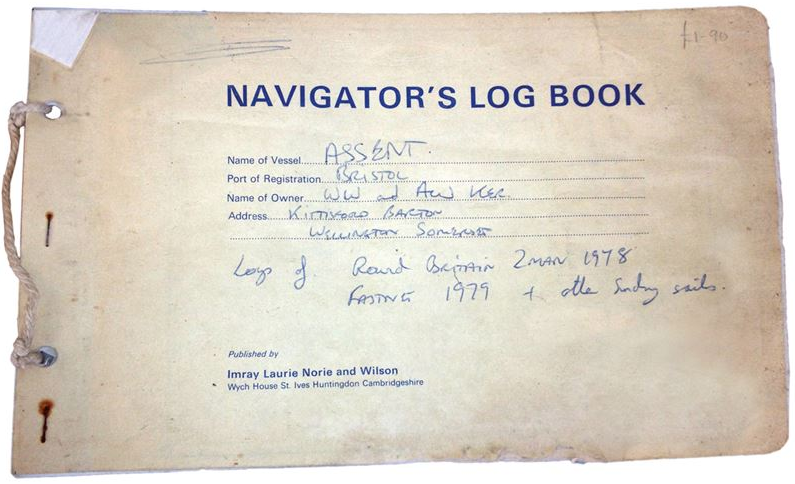 £1-90
NAVIGATOR'S LOG BOOK
Name of Vessel ASSENT.
Port of Registration BRISTOL
Name of Owner WW and AW KER
Address KITTISFORD BARTON
WELLINGTON SOMERSET
Logs of Round BRITAIN 2 MAN 1978
FASTNET 1979 + other Sundry sails.
Published by
Imray Laurie Norie and Wilson
Wych House St. Ives Huntingdon Cambridgeshire